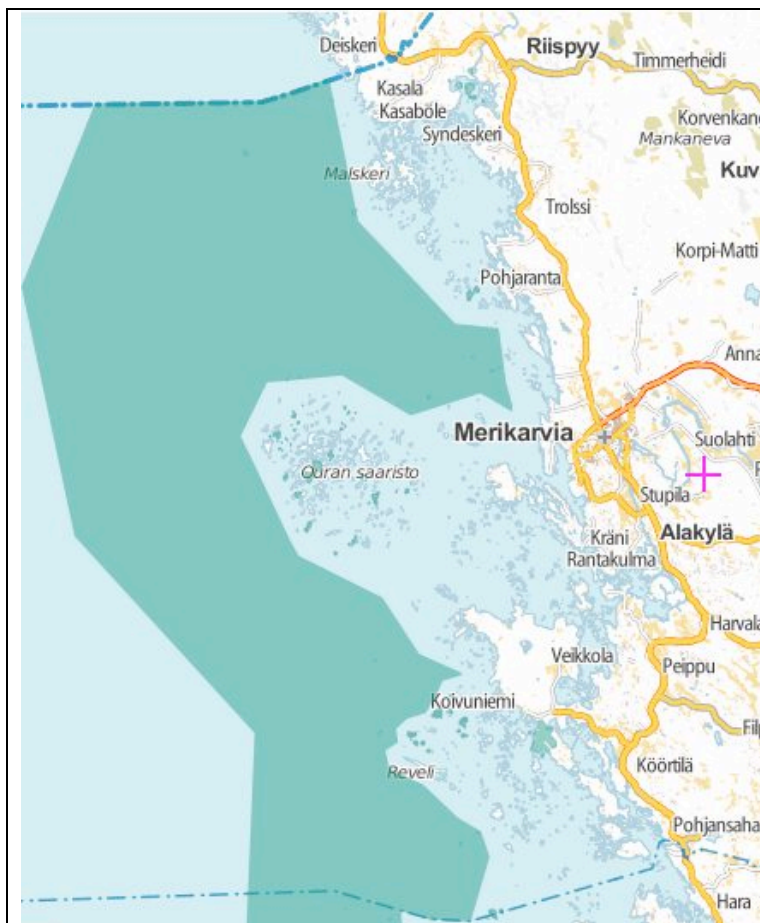 Deiskeri
Riispyy
Timmerheidi
Kasala
Kasaböle
Korvenkang
Syndeskeri
Mankaneva
Malskeri
Kuv
Trolssi
Korpi-Matti
Pohjaranta
Anna
Merikarvia
Suolahti
Ouran saaristo
Stupila
Alakylä
Kräni
Rantakulma
Harvala
Veikkola
Peippu
Koivuniemi
Filp
Reveli
Köörtilä
Pohjansaha
Hara